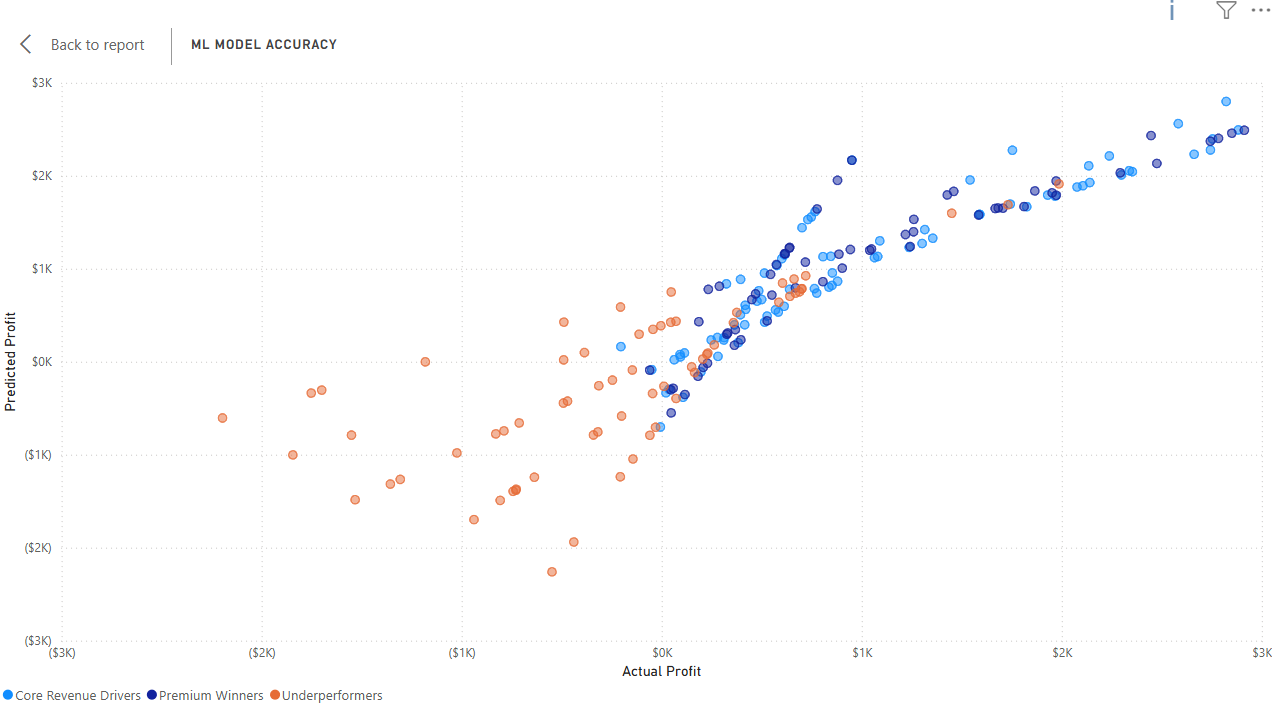 i
Back to report
ML MODEL ACCURACY
$3K
$2K
$1K
$0K
($1K)
($2K)
($3K)
Predicted Profit
($3K) ($2K) ($1K) $0K $1K $2K $3K
Actual Profit
Core Revenue Drivers Premium Winners Underperformers